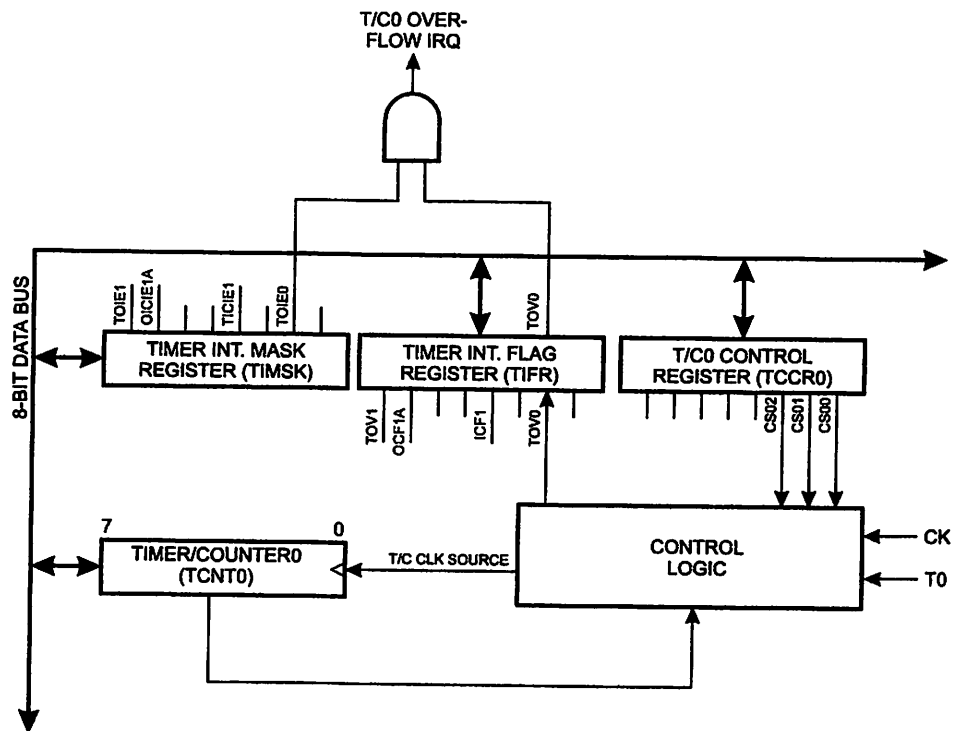 T/C0 OVER-
FLOW IRQ
8-BIT DATA BUS
TOIE1
OICIE1A
TICIE1
TOIE0
TOV0
TIMER INT. MASK
REGISTER (TIMSK)
TIMER INT. FLAG
REGISTER (TIFR)
T/C0 CONTROL
REGISTER (TCCR0)
TOV1
OCF1A
ICF1
TOV0
CS02
CS01
CS00
7
0
TIMER/COUNTER0
(TCNT0)
T/C CLK SOURCE
CONTROL
LOGIC
CK
T0